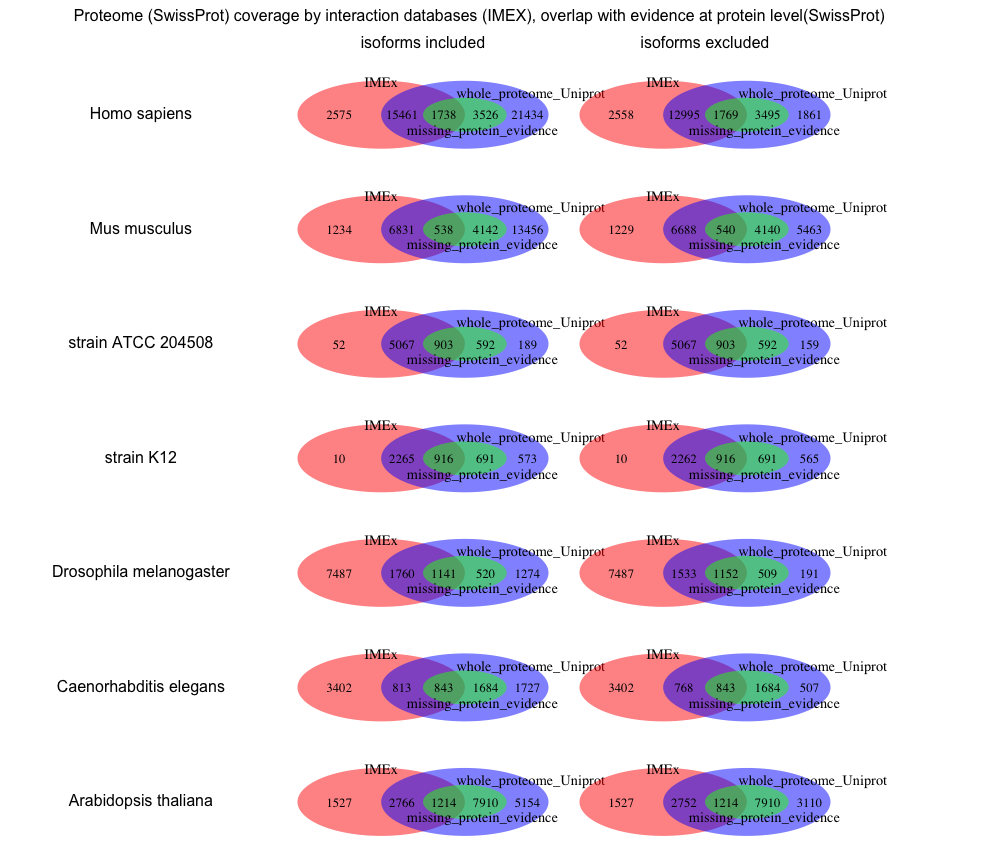 Proteome (SwissProt) coverage by interaction databases (IMEX), overlap with evidence at protein level(SwissProt)
isoforms included isoforms excluded
IMEx IMEx
whole_proteome_Uniprot whole_proteome_Uniprot
Homo sapiens 2575 15461 1738 3526 21434 2558 12995 1769 3495 1861
missing_protein_evidence missing_protein_evidence
IMEx IMEx
whole_proteome_Uniprot whole_proteome_Uniprot
Mus musculus 1234 6831 538 4142 13456 1229 6688 540 4140 5463
missing_protein_evidence missing_protein_evidence
IMEx IMEx
whole_proteome_Uniprot whole_proteome_Uniprot
strain ATCC 204508 52 5067 903 592 189 52 5067 903 592 159
missing_protein_evidence missing_protein_evidence
IMEx IMEx
whole_proteome_Uniprot whole_proteome_Uniprot
strain K12 10 2265 916 691 573 10 2262 916 691 565
missing_protein_evidence missing_protein_evidence
IMEx IMEx
whole_proteome_Uniprot whole_proteome_Uniprot
Drosophila melanogaster 7487 1760 1141 520 1274 7487 1533 1152 509 191
missing_protein_evidence missing_protein_evidence
IMEx IMEx
whole_proteome_Uniprot whole_proteome_Uniprot
Caenorhabditis elegans 3402 813 843 1684 1727 3402 768 843 1684 507
missing_protein_evidence missing_protein_evidence
IMEx IMEx
whole_proteome_Uniprot whole_proteome_Uniprot
Arabidopsis thaliana 1527 2766 1214 7910 5154 1527 2752 1214 7910 3110
missing_protein_evidence missing_protein_evidence